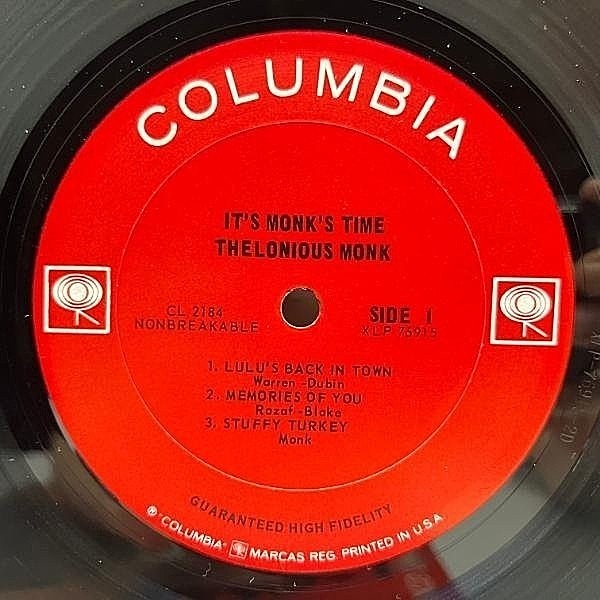 COLUMBIA
IT'S MONK'S TIME
THELONIOUS MONK
CL 2184
NONBREAKABLE
SIDE 1
XLP 76915
1. LULU'S BACK IN TOWN
Warren - Dubin
2. MEMORIES OF YOU
Razaf - Blake
3. STUFFY TURKEY
Monk
GUARANTEED HIGH FIDELITY
® "COLUMBIA" MARCAS REG. PRINTED IN U.S.A.